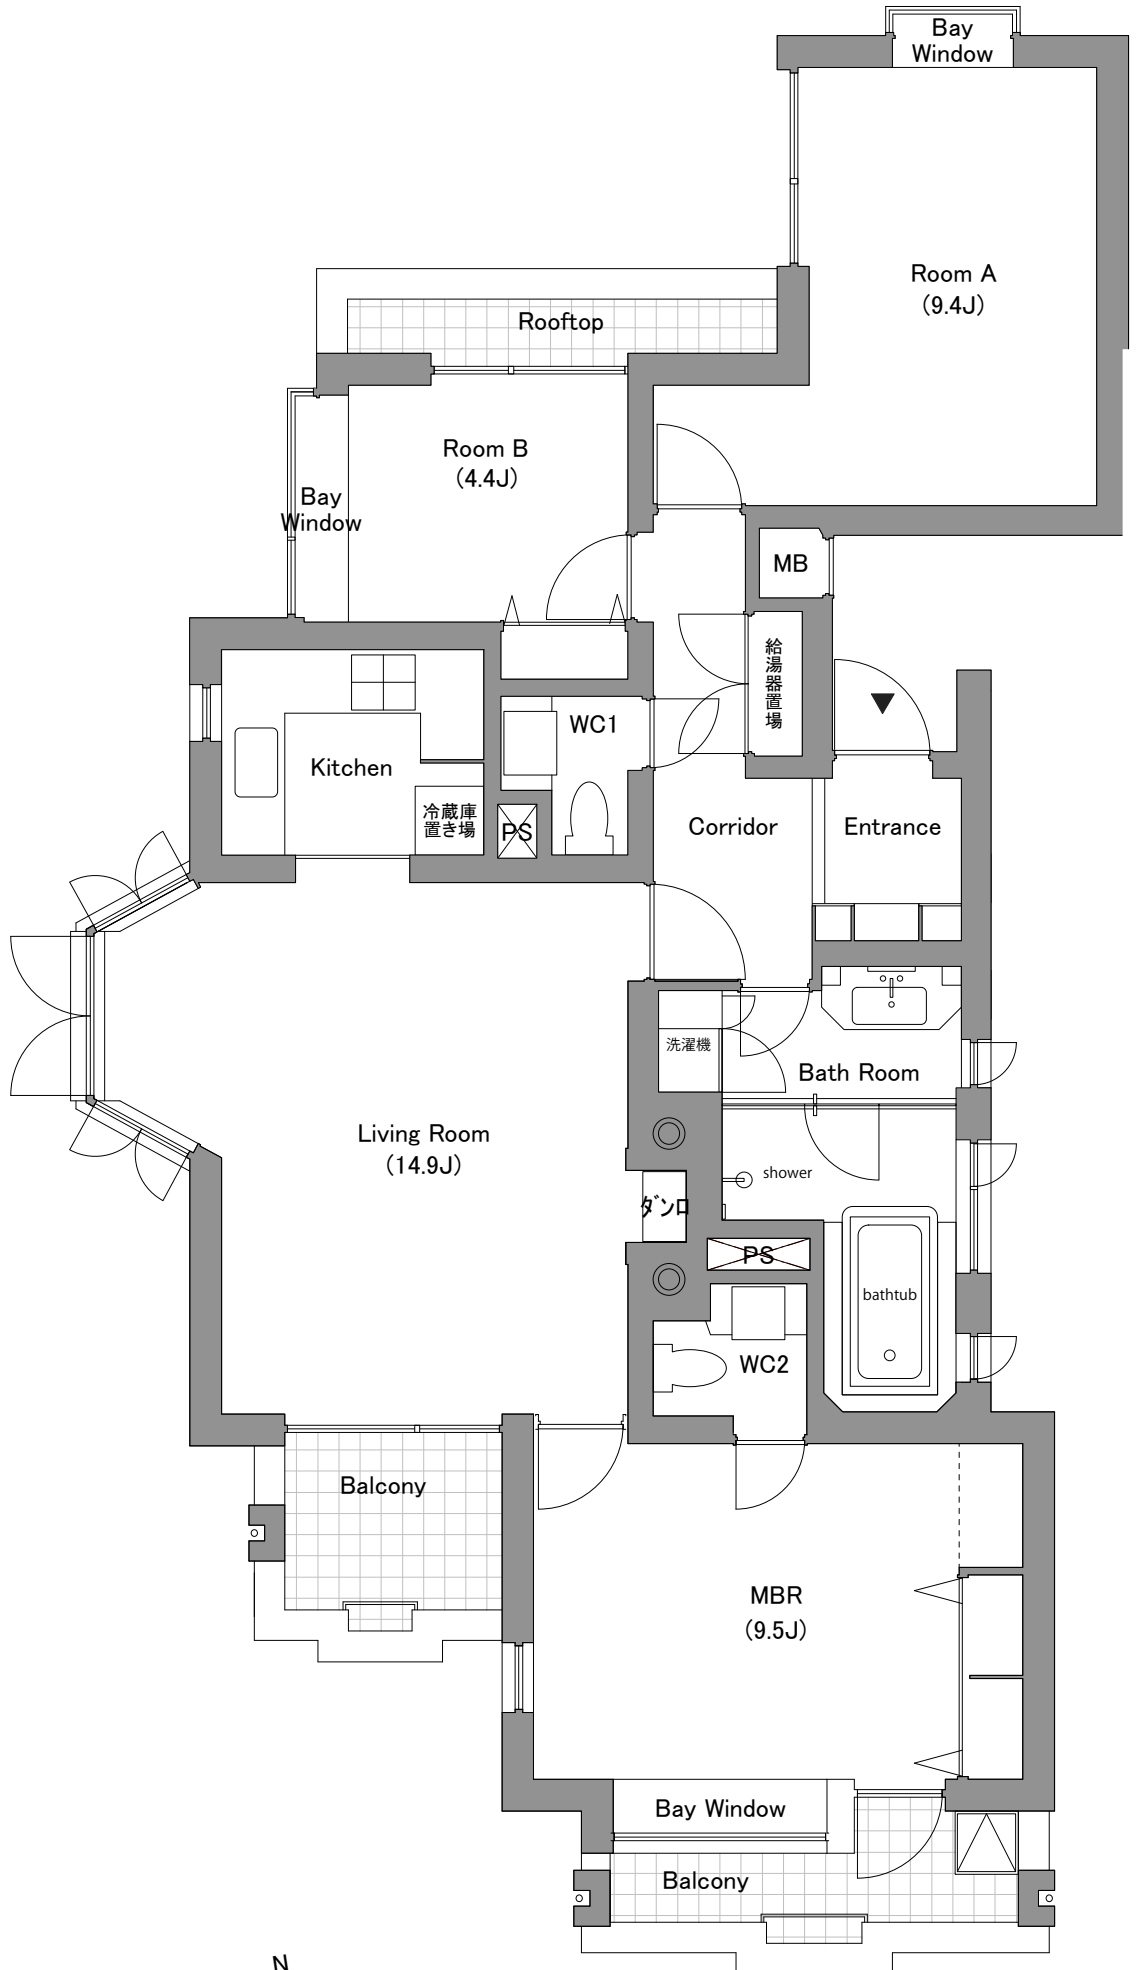 Bay
Window
Room A
(9.4J)
Rooftop
Room B
(4.4J)
Bay
Window
MB
給湯器置場
WC1
Kitchen
冷蔵庫
置き場
PS
Corridor
Entrance
洗濯機
Bath Room
Living Room
(14.9J)
shower
ダンロ
PS
bathtub
WC2
Balcony
MBR
(9.5J)
Bay Window
Balcony
N